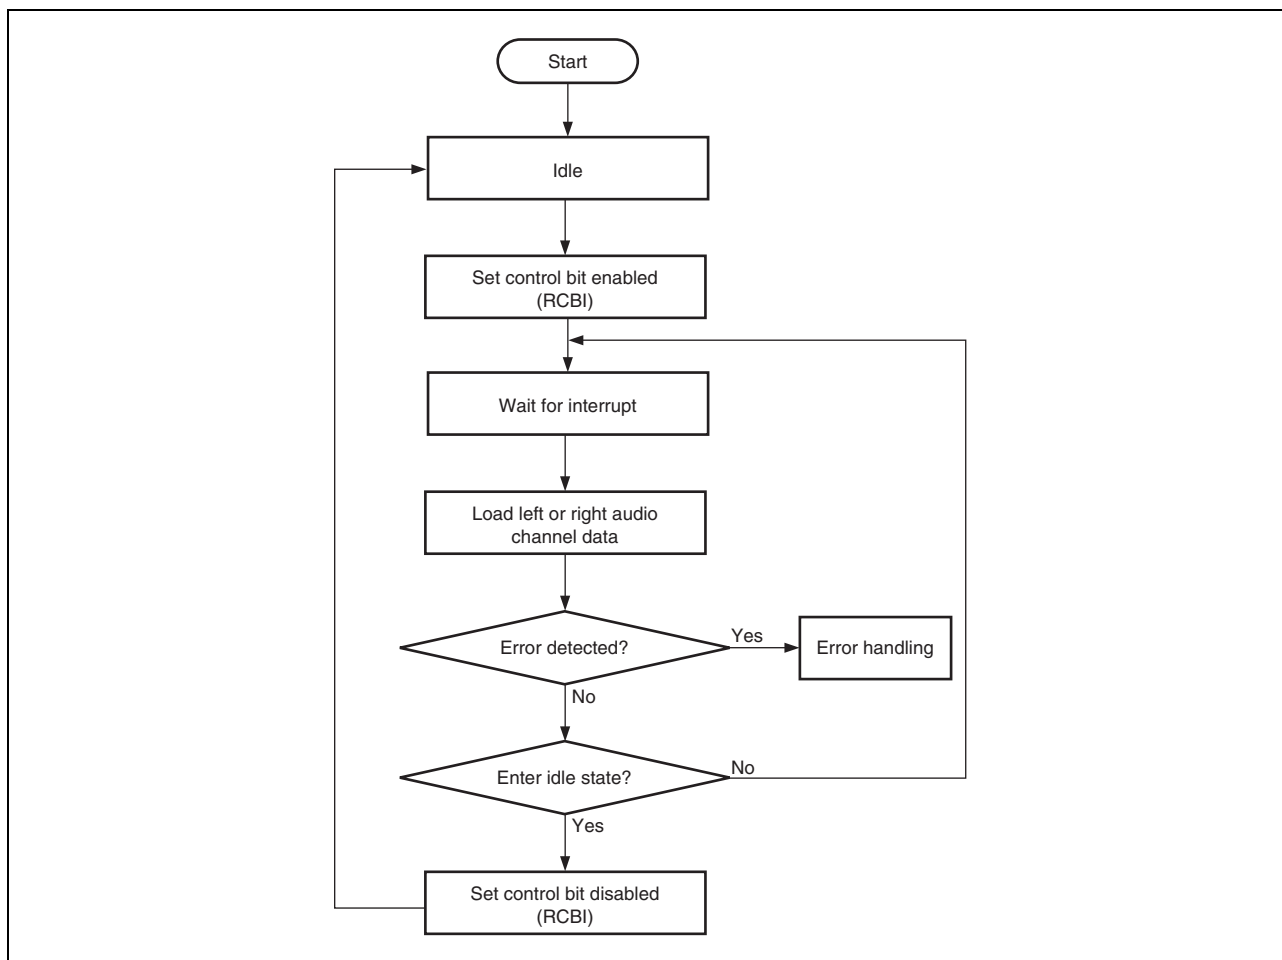 Start
Idle
Set control bit enabled
(RCBI)
Wait for interrupt
Load left or right audio
channel data
Error detected?
Yes
Error handling
No
Enter idle state?
No
Yes
Set control bit disabled
(RCBI)